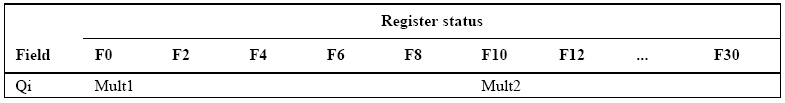 Register status
Field F0 F2 F4 F6 F8 F10 F12 ... F30
Qi Mult1 Mult2